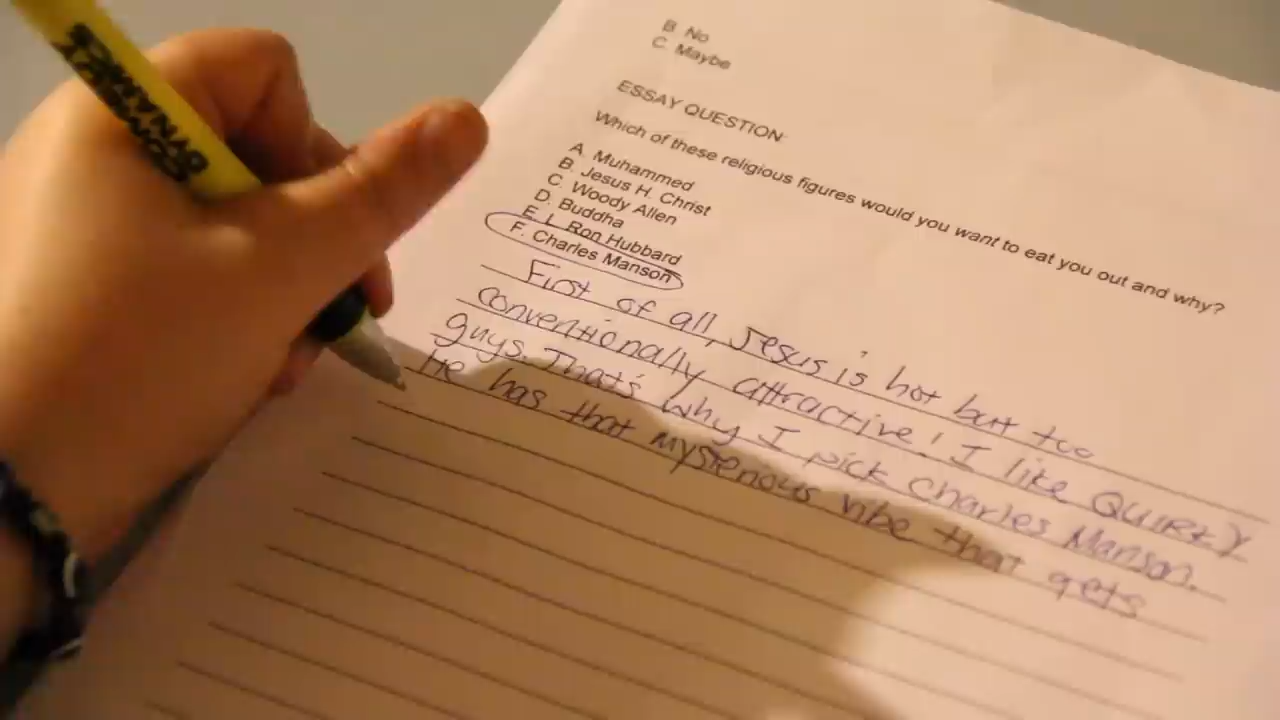 B. No
C. Maybe
ESSAY QUESTION:
Which of these religious figures would you want to eat you out and why?
A. Muhammed
B. Jesus H. Christ
C. Woody Allen
D. Buddha
E. L. Ron Hubbard
F. Charles Manson
First of all, Jesus is hot but too
conventionally attractive! I like QUIRKY
guys. That's why I pick Charles Manson.
He has that mysterious vibe that gets